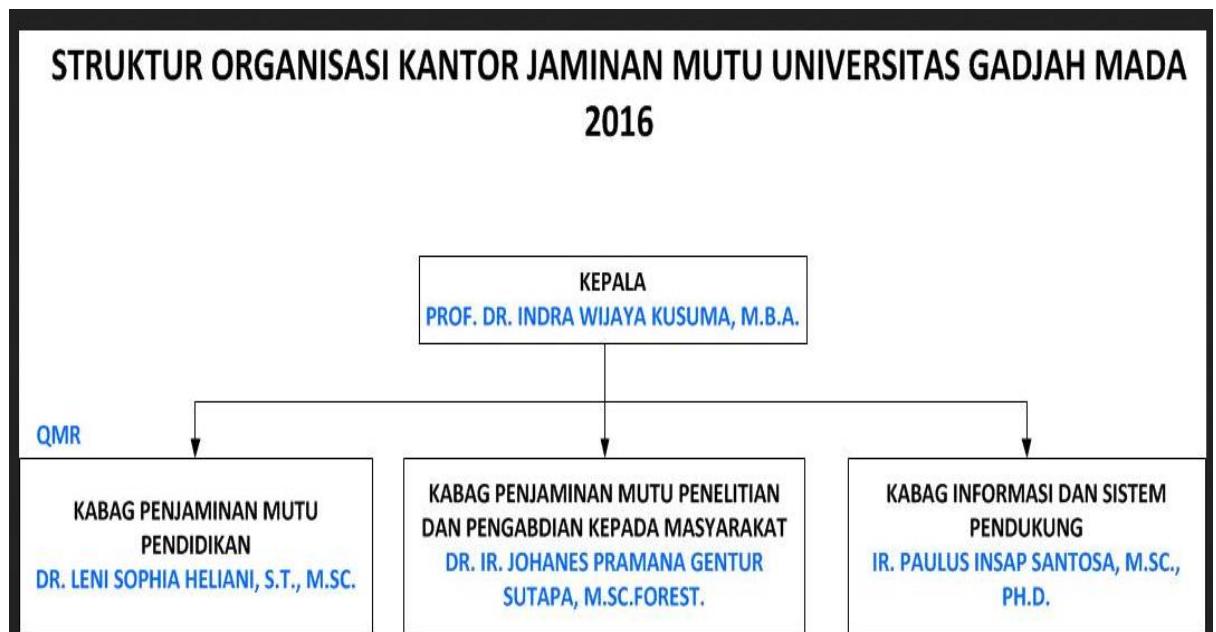 STRUKTUR ORGANISASI KANTOR JAMINAN MUTU UNIVERSITAS GADJAH MADA
2016
KEPALA
PROF. DR. INDRA WIJAYA KUSUMA, M.B.A.
QMR
KABAG PENJAMINAN MUTU
PENDIDIKAN
DR. LENI SOPHIA HELIANI, S.T., M.SC.
KABAG PENJAMINAN MUTU PENELITIAN
DAN PENGABDIAN KEPADA MASYARAKAT
DR. IR. JOHANES PRAMANA GENTUR
SUTAPA, M.SC.FOREST.
KABAG INFORMASI DAN SISTEM
PENDUKUNG
IR. PAULUS INSAP SANTOSA, M.SC.,
PH.D.